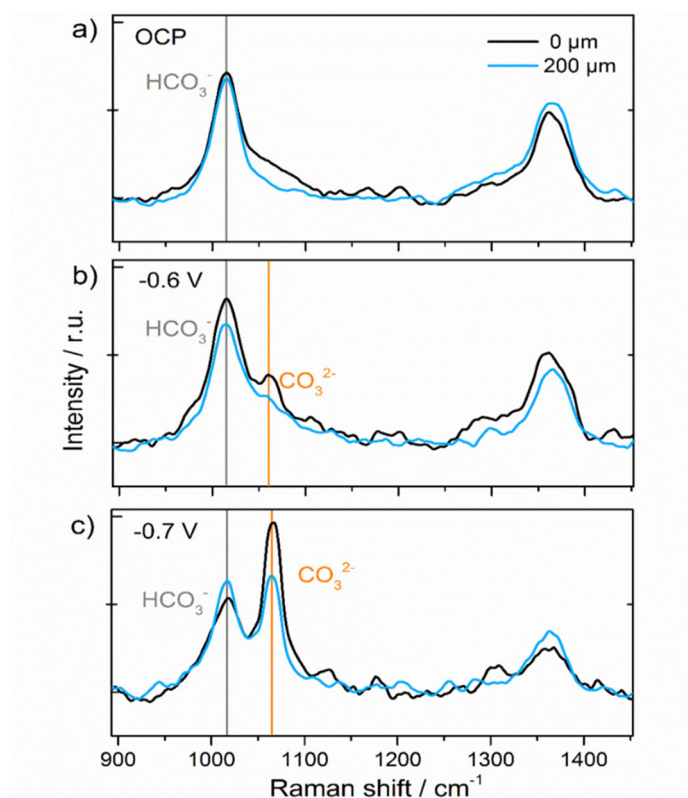 a)
OCP
0 µm
200 µm
HCO₃⁻
b)
-0.6 V
HCO₃⁻
CO₃²⁻
Intensity / r.u.
c)
-0.7 V
HCO₃⁻
CO₃²⁻
900 1000 1100 1200 1300 1400
Raman shift / cm⁻¹